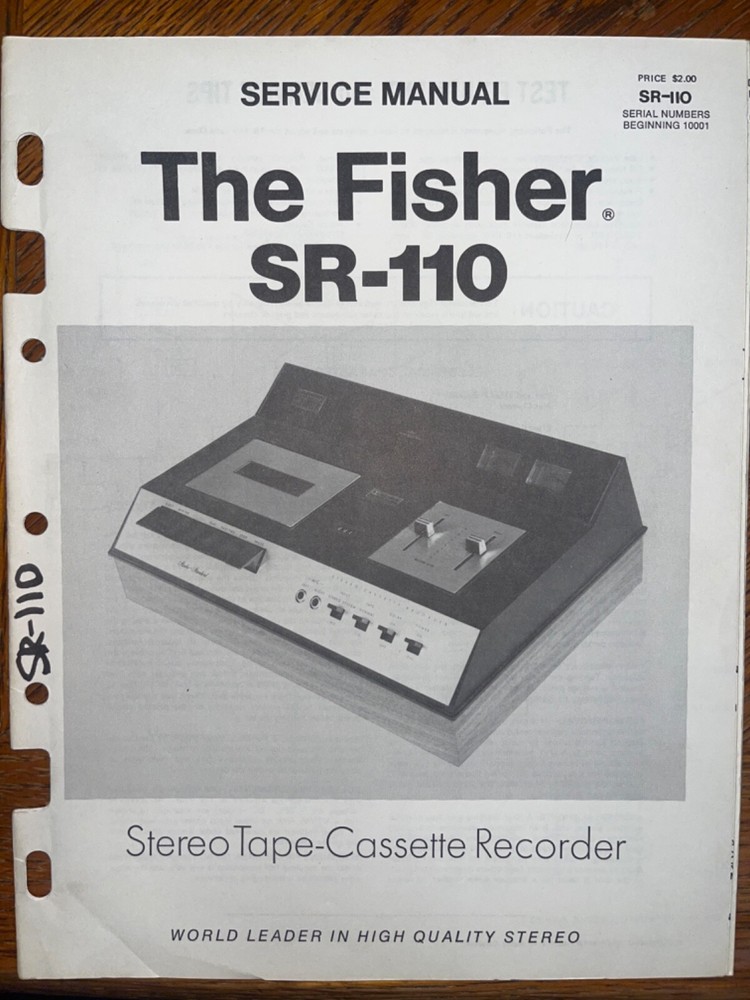 SERVICE MANUAL
PRICE $2.00
SR-110
SERIAL NUMBERS
BEGINNING 10001
The Fisher®
SR-110
SR-110
Stereo Tape-Cassette Recorder
WORLD LEADER IN HIGH QUALITY STEREO